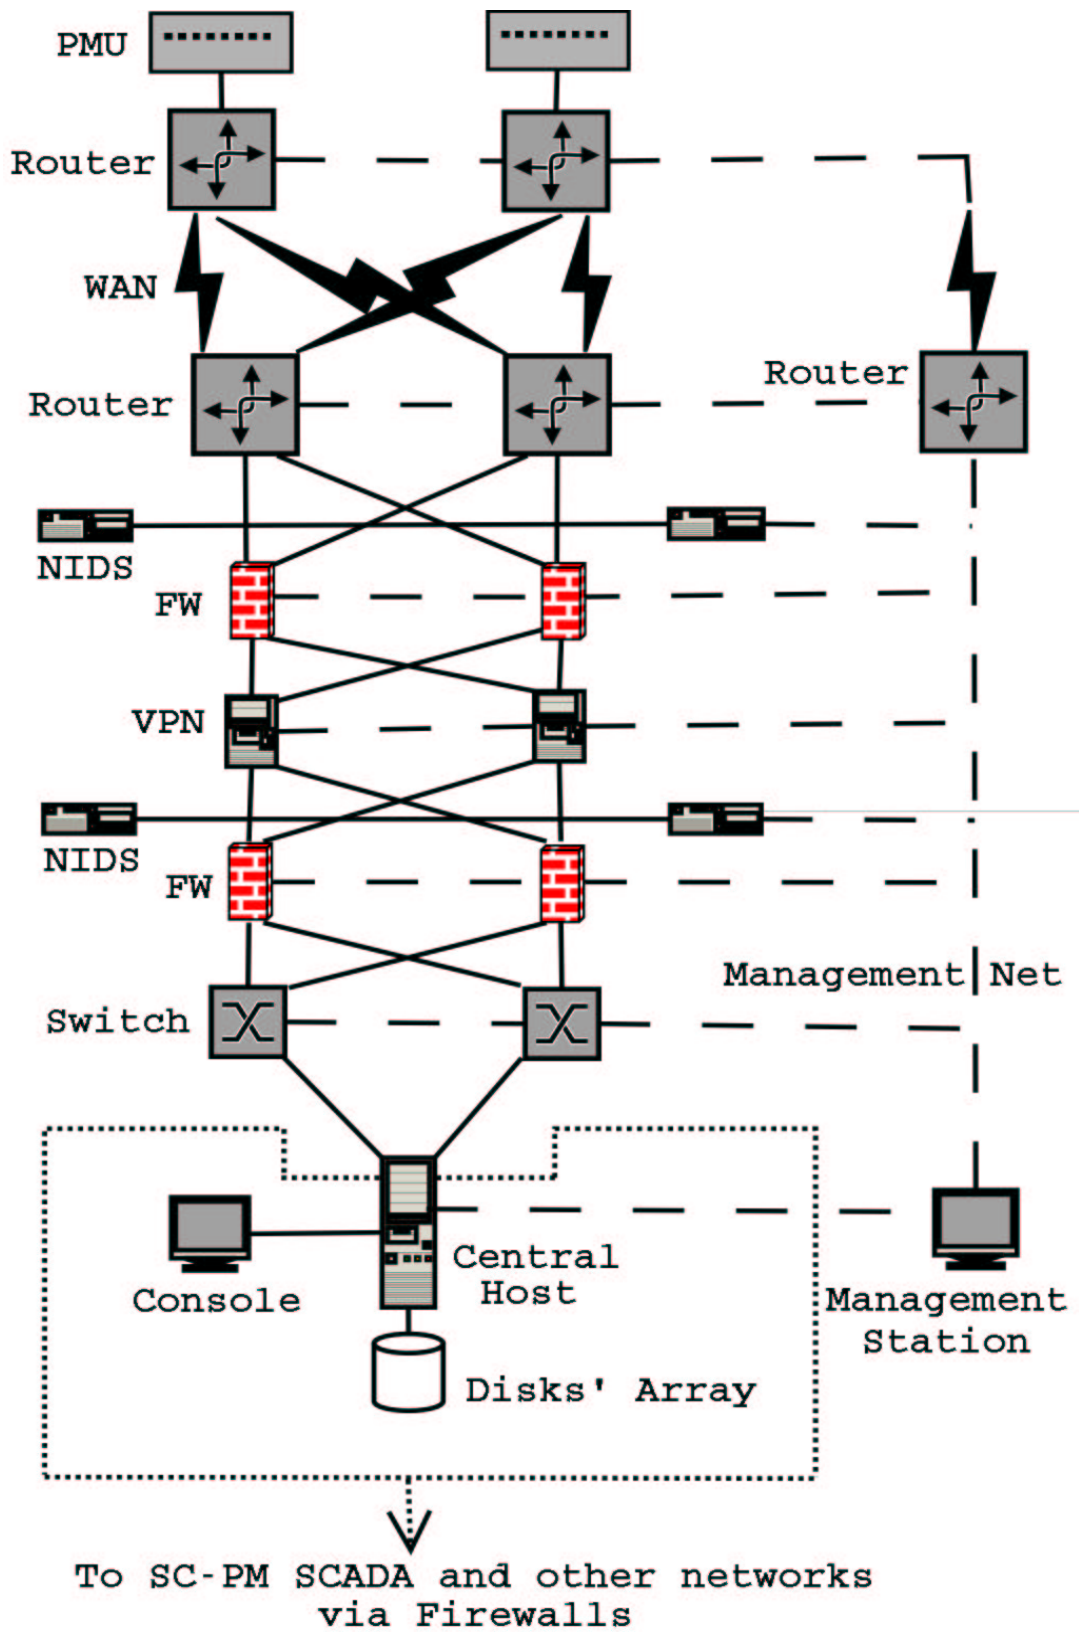 PMU
Router
WAN
Router
Router
NIDS
FW
VPN
NIDS
FW
Management Net
Switch
Central
Host
Console
Management
Station
Disks' Array
To SC-PM SCADA and other networks
via Firewalls